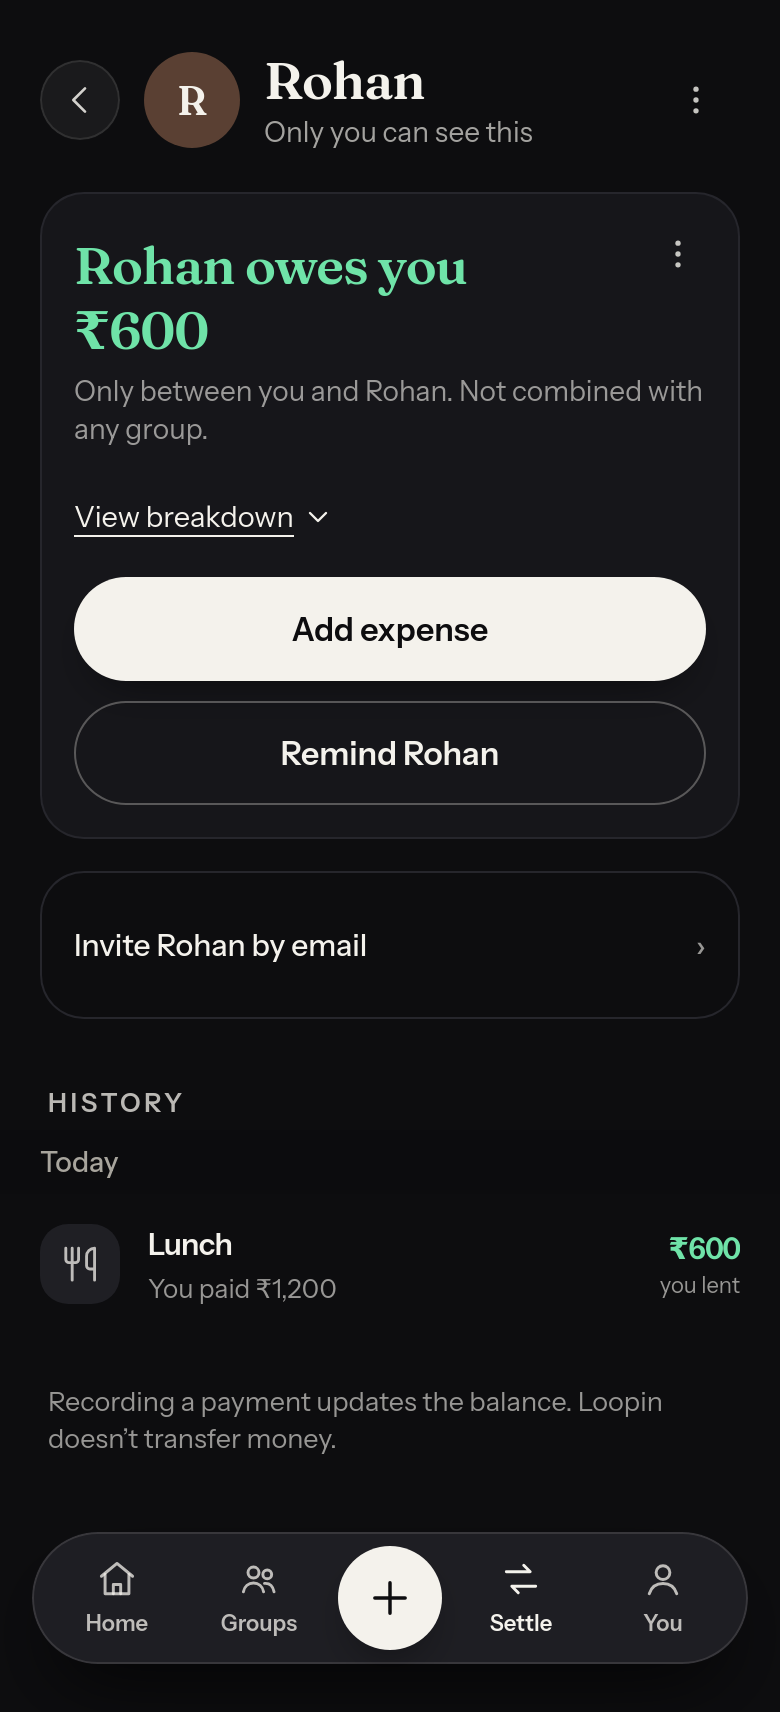 R
Rohan
Only you can see this
Rohan owes you
₹600
Only between you and Rohan. Not combined with
any group.
View breakdown
Add expense
Remind Rohan
Invite Rohan by email
HISTORY
Today
Lunch
₹600
You paid ₹1,200
you lent
Recording a payment updates the balance. Loopin
doesn’t transfer money.
Home
Groups
Settle
You